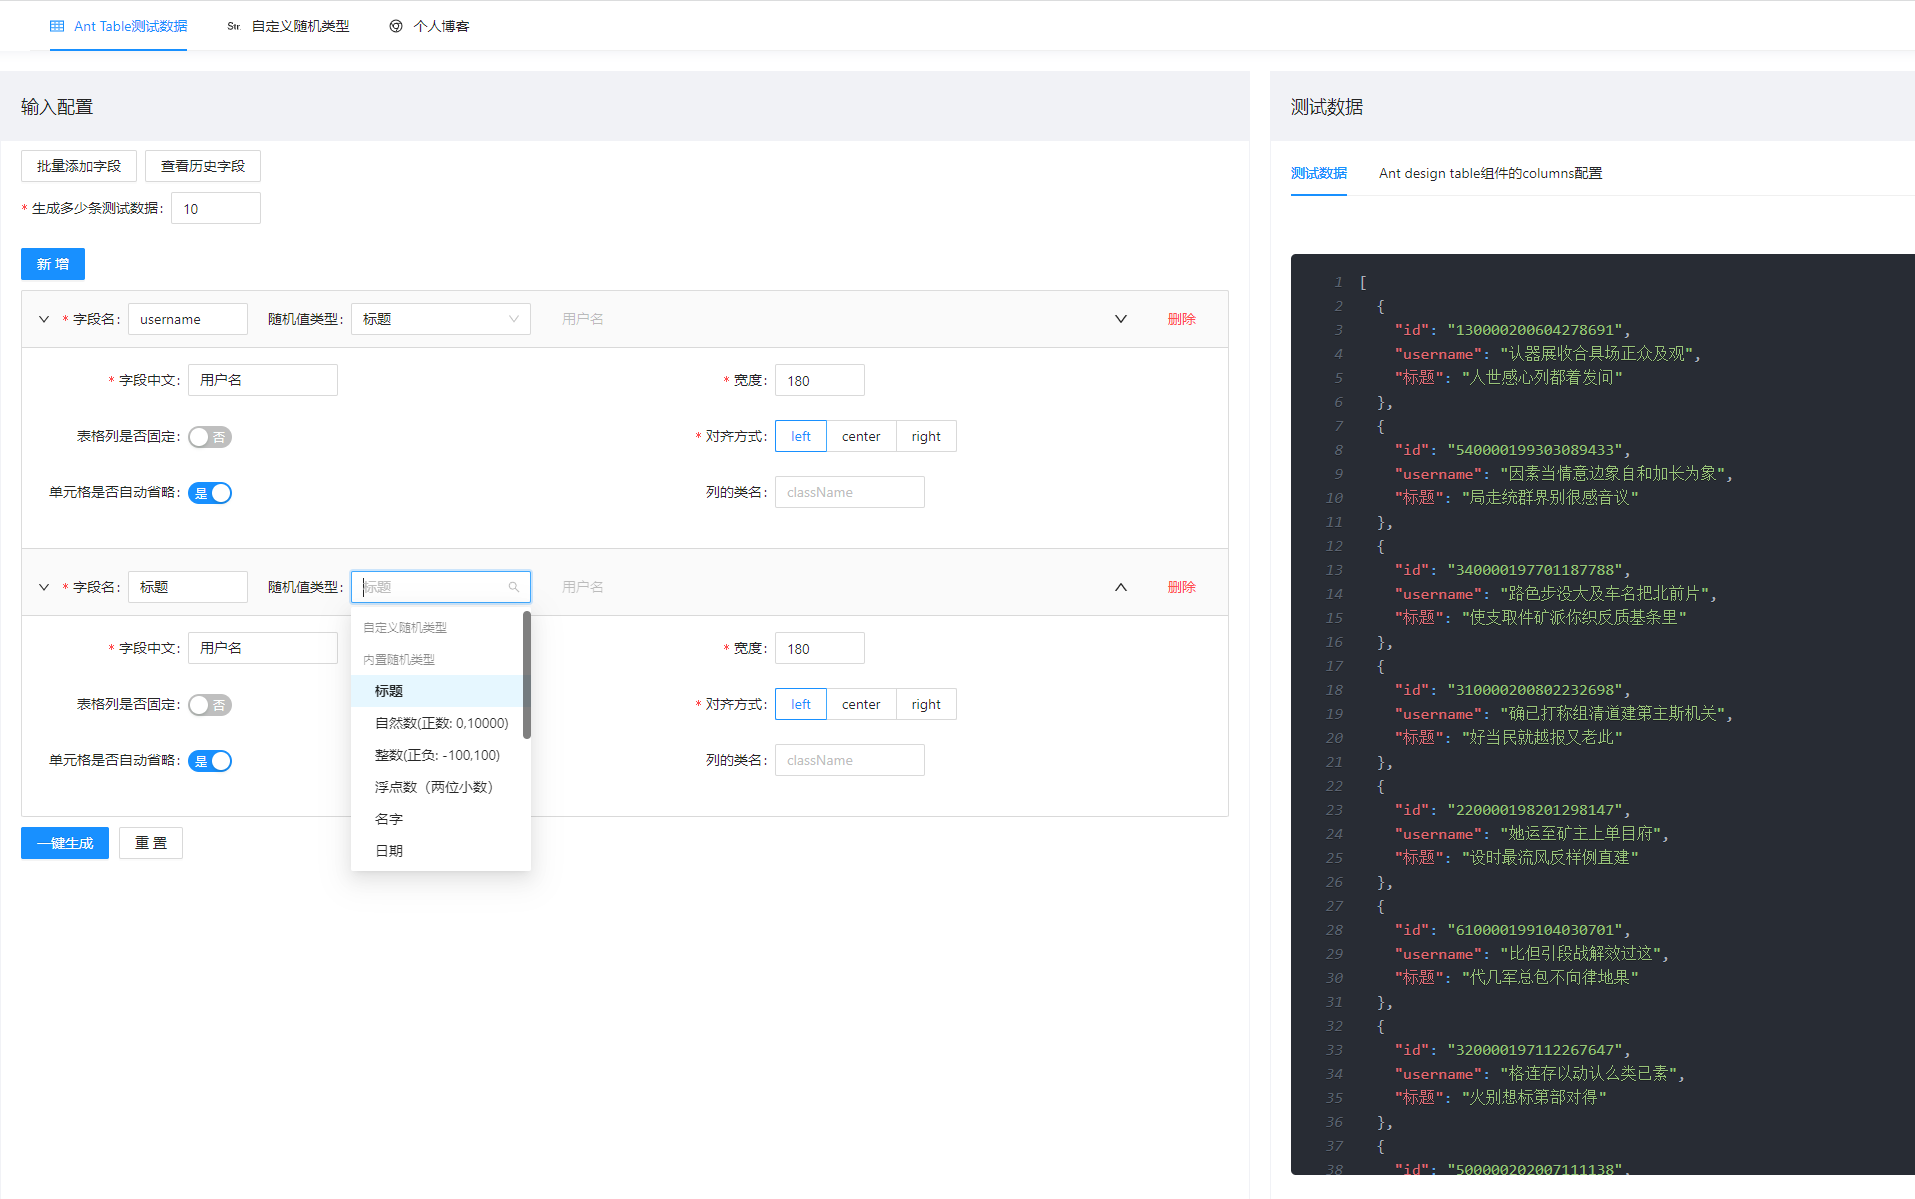 Ant Table测试数据
Str. 自定义随机类型
个人博客
输入配置
批量添加字段 查看历史字段
* 生成多少条测试数据: 10
新 增
* 字段名: username 随机值类型: 标题 用户名 删除
* 字段中文: 用户名 * 宽度: 180
表格列是否固定: 否 * 对齐方式: left center right
单元格是否自动省略: 是 列的类名: className
* 字段名: 标题 随机值类型: 标题 用户名 删除
* 字段中文: 用户名 * 宽度: 180
表格列是否固定: 否 * 对齐方式: left center right
单元格是否自动省略: 是 列的类名: className
自定义随机类型
内置随机类型
标题
自然数(正数: 0,10000)
整数(正负: -100,100)
浮点数（两位小数）
名字
日期
一键生成 重 置
测试数据
测试数据 Ant design table组件的columns配置
1 [
2 {
3 "id": "130000200604278691",
4 "username": "认器展收合具场正众及观",
5 "标题": "人世感心列都着发问"
6 },
7 {
8 "id": "540000199303089433",
9 "username": "因素当情意边象自和加长为象",
10 "标题": "局走统群界别很感音议"
11 },
12 {
13 "id": "340000197701187788",
14 "username": "路色步没大及车名把北前片",
15 "标题": "使支取件矿派你织反质基条里"
16 },
17 {
18 "id": "310000200802232698",
19 "username": "确已打称组清道建第主斯机关",
20 "标题": "好当民就越报又老此"
21 },
22 {
23 "id": "220000198201298147",
24 "username": "她运至矿主上单目府",
25 "标题": "设时最流风反样例直建"
26 },
27 {
28 "id": "610000199104030701",
29 "username": "比但引段战解效过这",
30 "标题": "代几军总包不向律地果"
31 },
32 {
33 "id": "320000197112267647",
34 "username": "格连存以动认么类已素",
35 "标题": "火别想标第部对得"
36 },
37 {
38 "id": "500000202007111138",